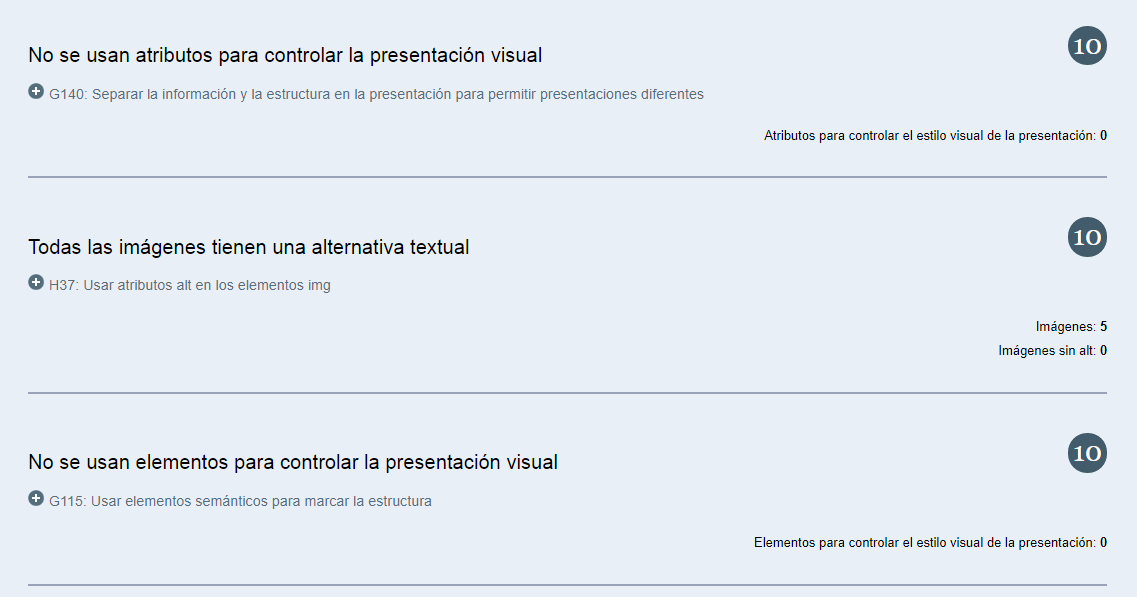 No se usan atributos para controlar la presentación visual
10
G140: Separar la información y la estructura en la presentación para permitir presentaciones diferentes
Atributos para controlar el estilo visual de la presentación: 0
Todas las imágenes tienen una alternativa textual
10
H37: Usar atributos alt en los elementos img
Imágenes: 5
Imágenes sin alt: 0
No se usan elementos para controlar la presentación visual
10
G115: Usar elementos semánticos para marcar la estructura
Elementos para controlar el estilo visual de la presentación: 0